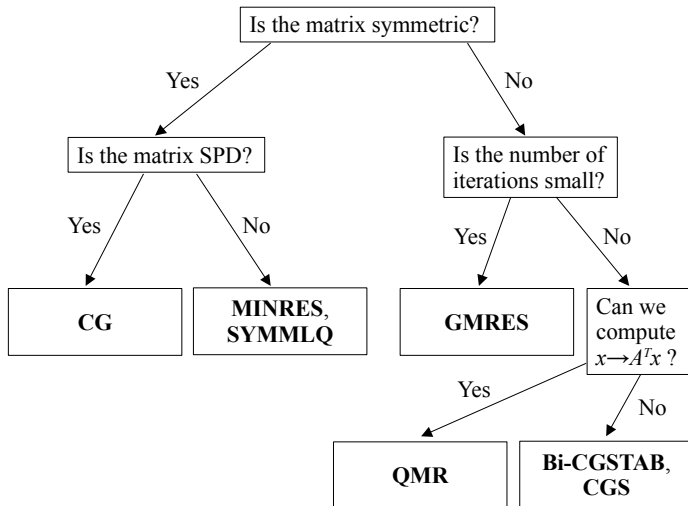 Is the matrix symmetric?
Yes
No
Is the matrix SPD?
Is the number of
iterations small?
Yes
No
Yes
No
CG
MINRES,
SYMMLQ
GMRES
Can we
compute
x→Aᵀx ?
Yes
No
QMR
Bi-CGSTAB,
CGS